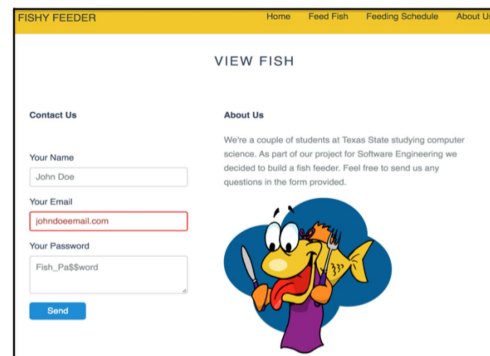 FISHY FEEDER
Home Feed Fish Feeding Schedule About Us
VIEW FISH
Contact Us
Your Name
John Doe
Your Email
johndoeemail.com
Your Password
Fish_Pa$$word
Send
About Us
We're a couple of students at Texas State studying computer
science. As part of our project for Software Engineering we
decided to build a fish feeder. Feel free to send us any
questions in the form provided.